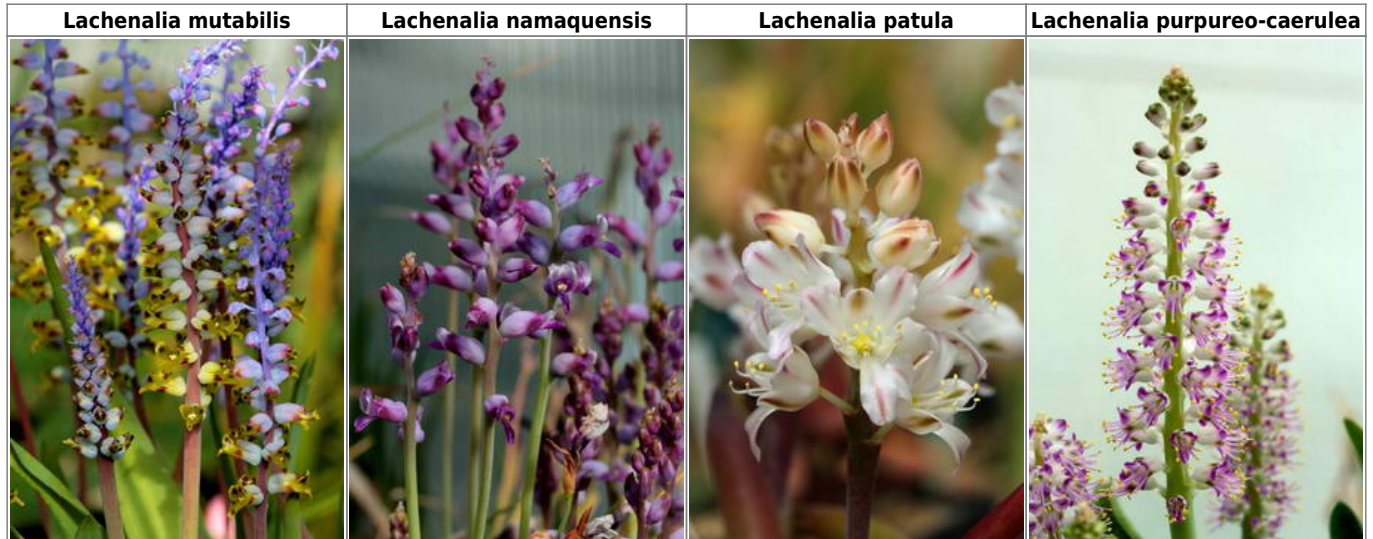 Lachenalia mutabilis
Lachenalia namaquensis
Lachenalia patula
Lachenalia purpureo-caerulea